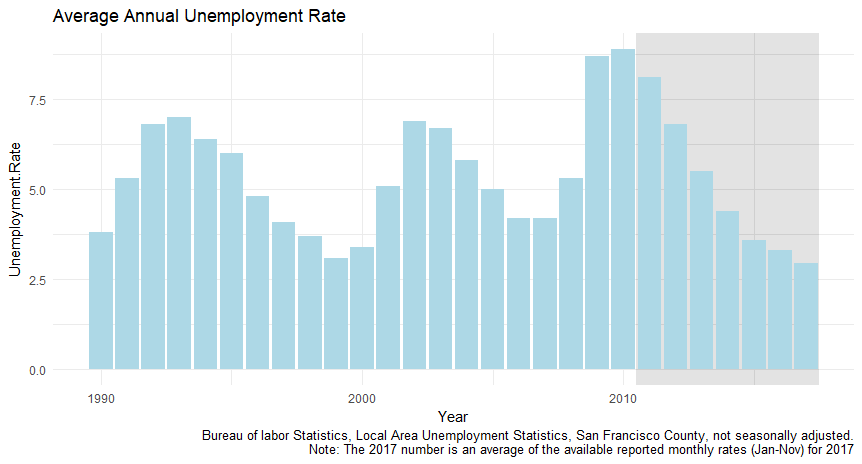 Average Annual Unemployment Rate
Unemployment.Rate
7.5
5.0
2.5
0.0
1990
2000
2010
Year
Bureau of labor Statistics, Local Area Unemployment Statistics, San Francisco County, not seasonally adjusted.
Note: The 2017 number is an average of the available reported monthly rates (Jan-Nov) for 2017